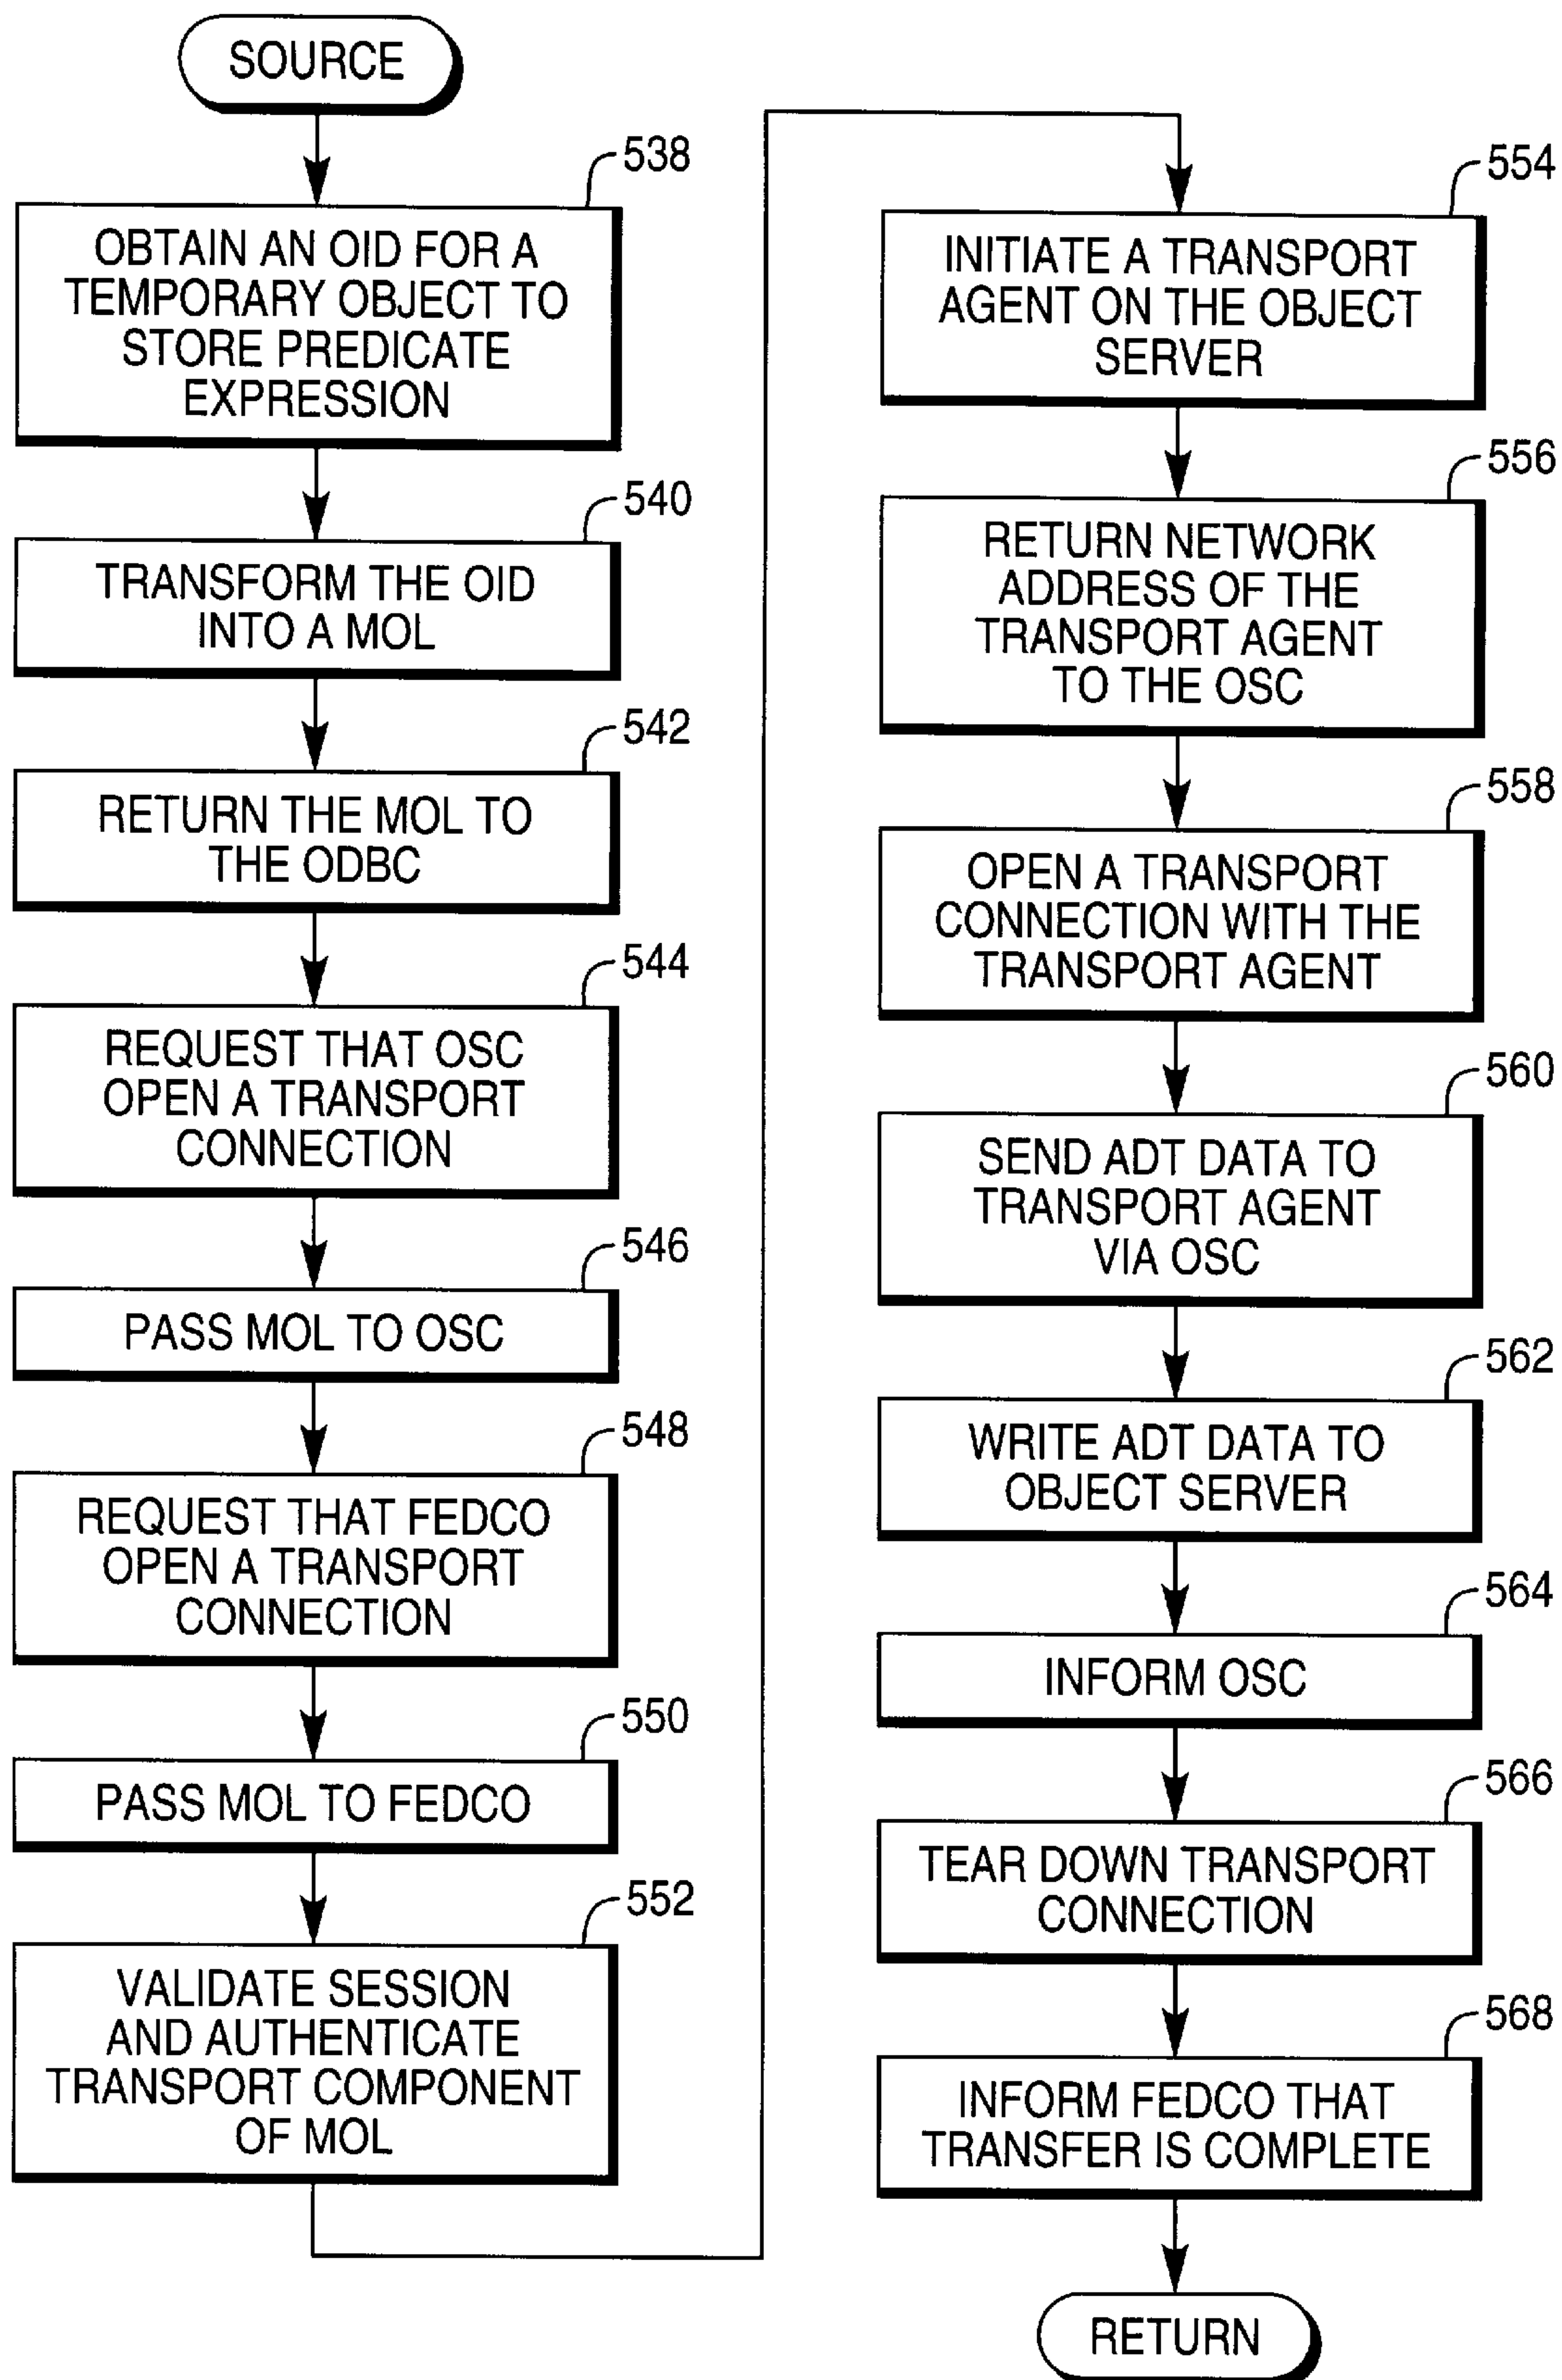 SOURCE
538
OBTAIN AN OID FOR A
TEMPORARY OBJECT TO
STORE PREDICATE
EXPRESSION
540
TRANSFORM THE OID
INTO A MOL
542
RETURN THE MOL TO
THE ODBC
544
REQUEST THAT OSC
OPEN A TRANSPORT
CONNECTION
546
PASS MOL TO OSC
548
REQUEST THAT FEDCO
OPEN A TRANSPORT
CONNECTION
550
PASS MOL TO FEDCO
552
VALIDATE SESSION
AND AUTHENTICATE
TRANSPORT COMPONENT
OF MOL
554
INITIATE A TRANSPORT
AGENT ON THE OBJECT
SERVER
556
RETURN NETWORK
ADDRESS OF THE
TRANSPORT AGENT
TO THE OSC
558
OPEN A TRANSPORT
CONNECTION WITH THE
TRANSPORT AGENT
560
SEND ADT DATA TO
TRANSPORT AGENT
VIA OSC
562
WRITE ADT DATA TO
OBJECT SERVER
564
INFORM OSC
566
TEAR DOWN TRANSPORT
CONNECTION
568
INFORM FEDCO THAT
TRANSFER IS COMPLETE
RETURN